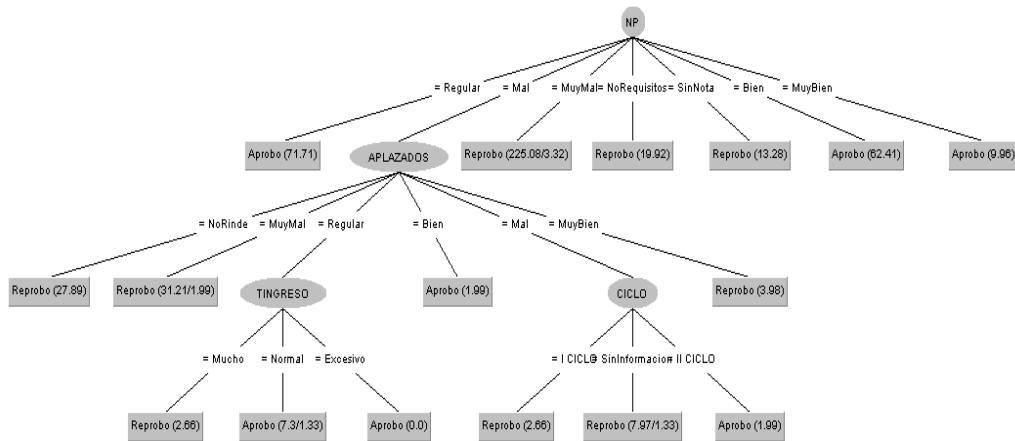 NP
= Regular = Mal = MuyMal = NoRequisitos = SinNota = Bien = MuyBien
Aprobo (71.71) APLAZADOS Reprobo (225.08/3.32) Reprobo (19.92) Reprobo (13.28) Aprobo (62.41) Aprobo (9.96)
= NoRinde = MuyMal = Regular = Bien = Mal = MuyBien
Reprobo (27.89) Reprobo (31.21/1.99) TINGRESO Aprobo (1.99) CICLO Reprobo (3.98)
= Mucho = Normal = Excesivo = I CICLO = SinInformacion = II CICLO
Reprobo (2.66) Aprobo (7.3/1.33) Aprobo (0.0) Reprobo (2.66) Reprobo (7.97/1.33) Aprobo (1.99)